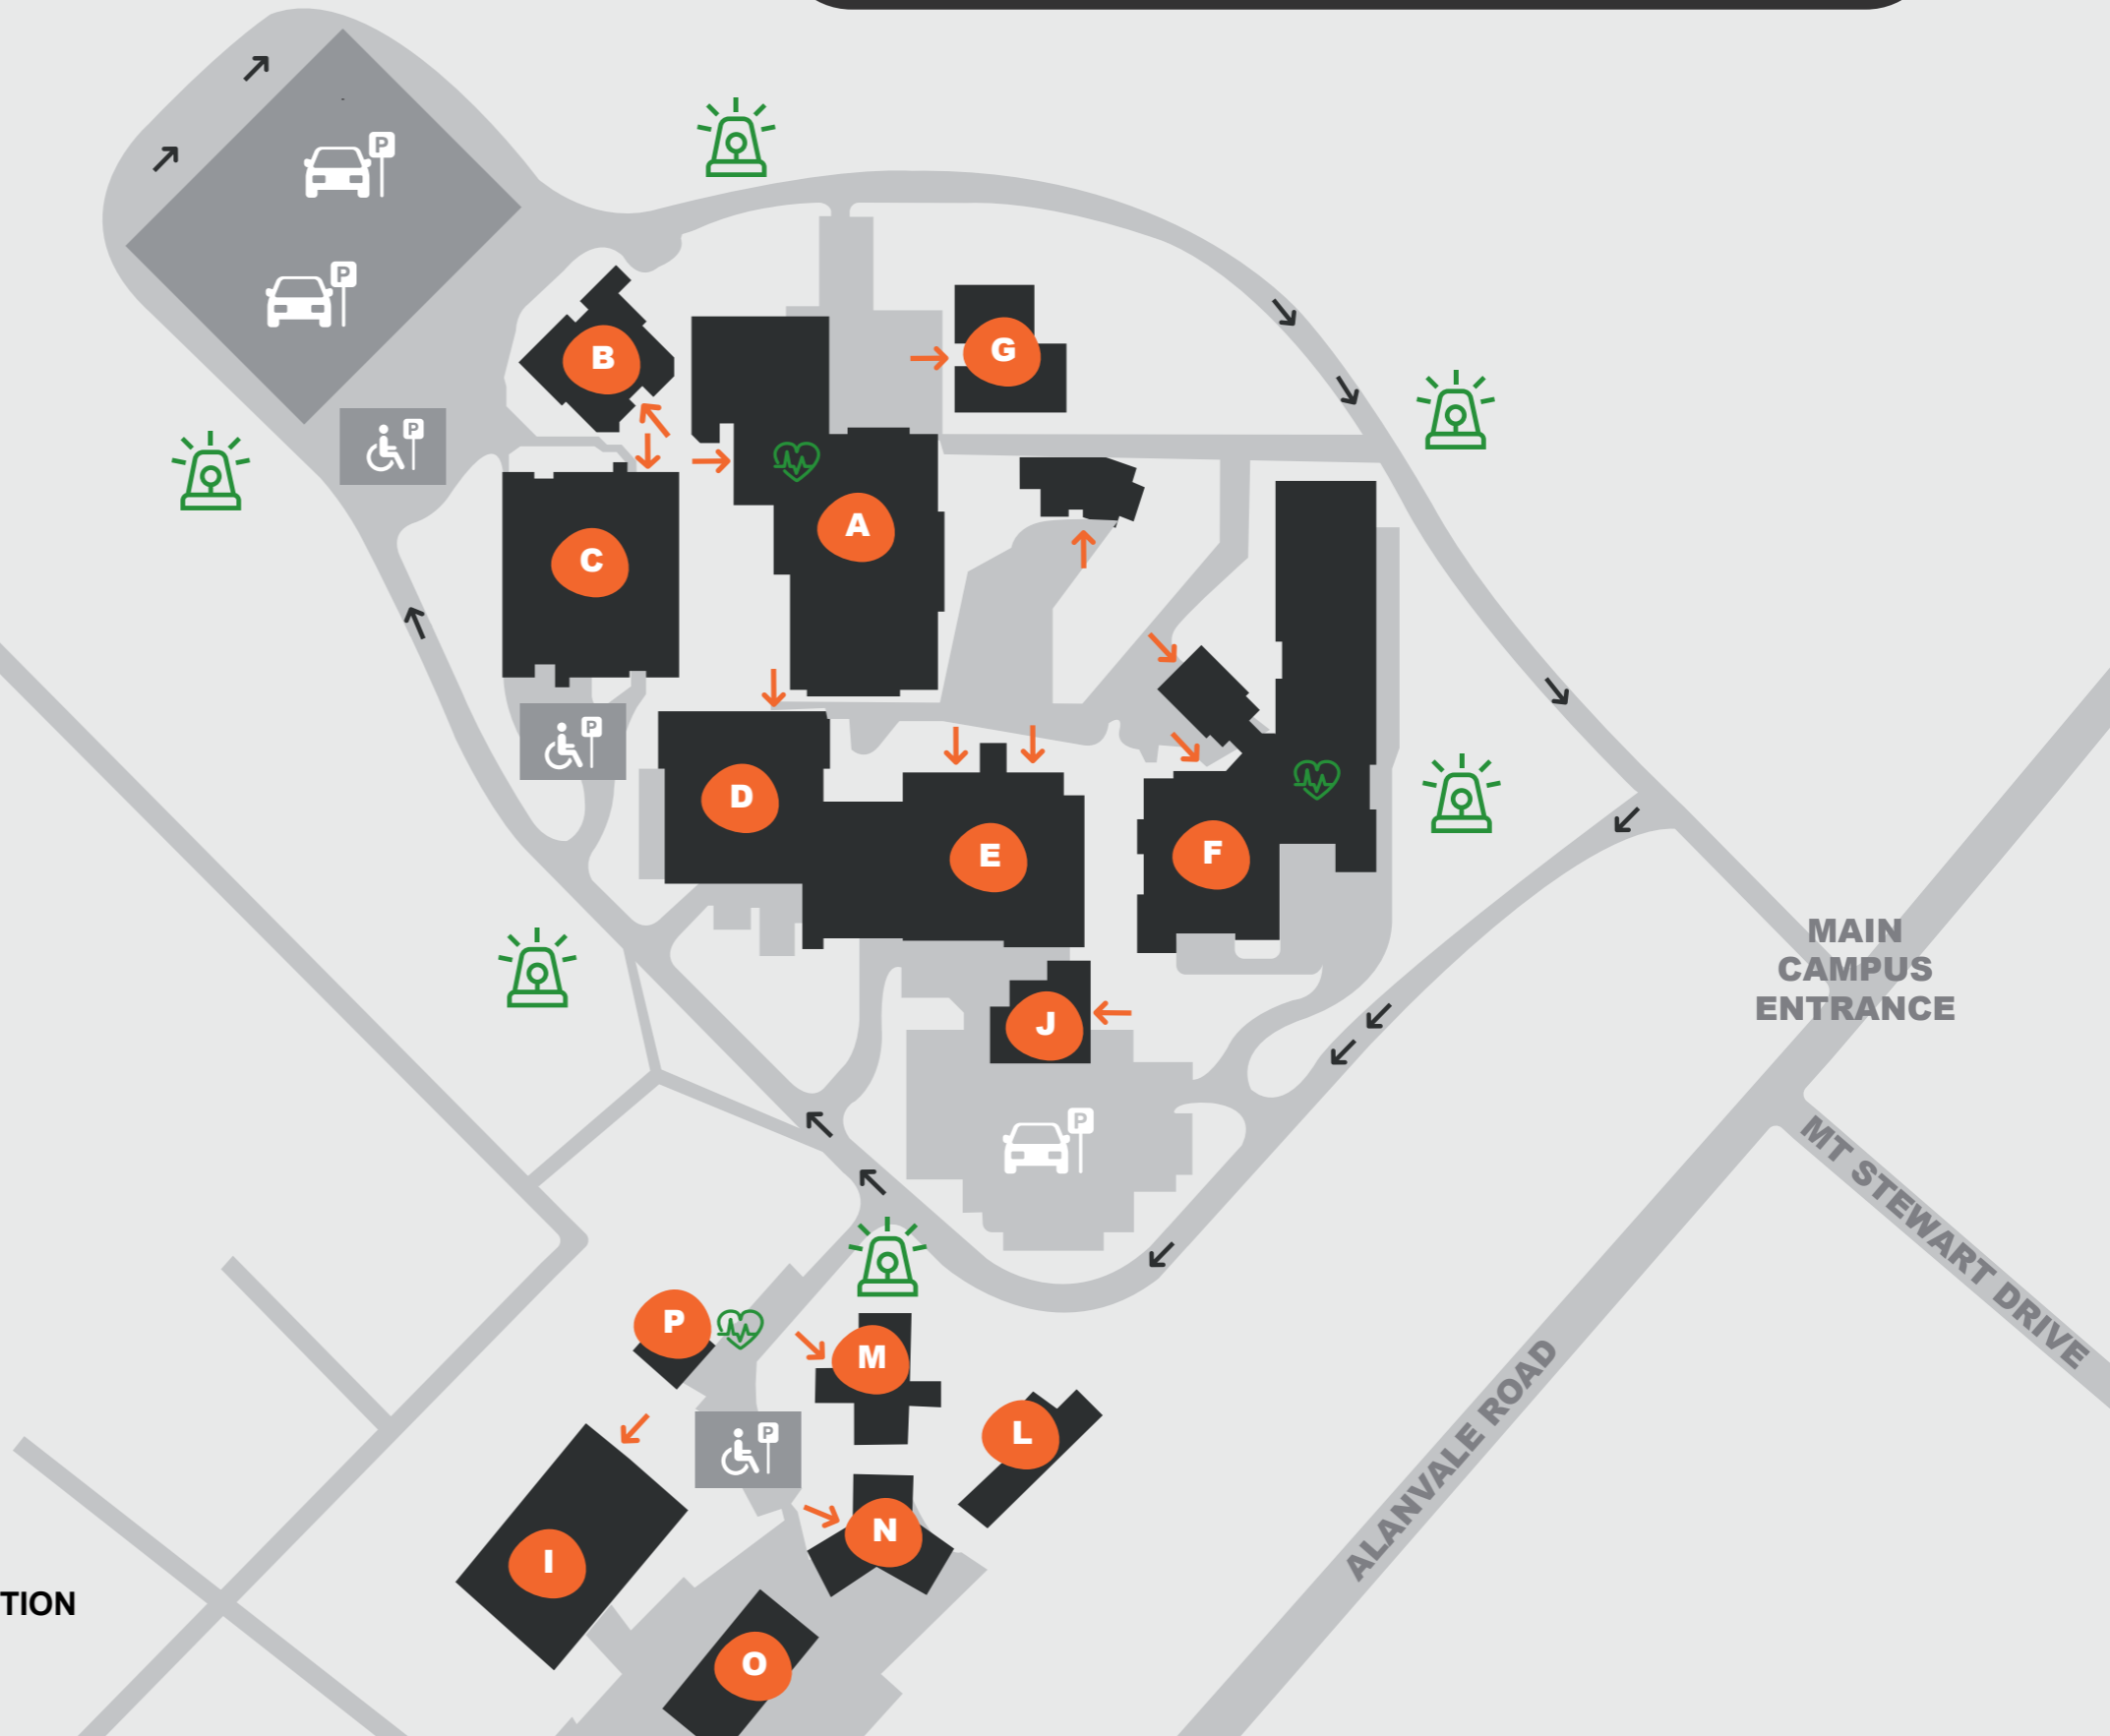 P
P
B
G
P
A
C
P
D
E
F
MAIN
CAMPUS
ENTRANCE
J
P
MT STEWART DRIVE
P
M
ALANVALE ROAD
L
P
N
I
TION
O